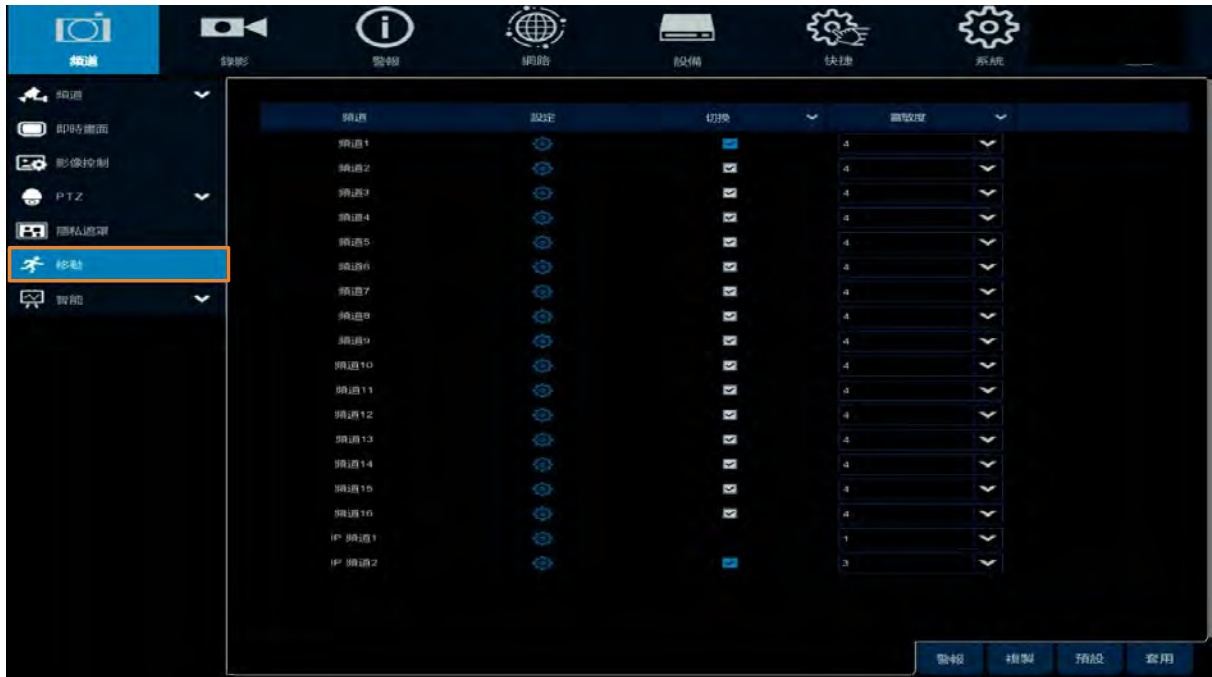 頻道 錄影 警報 網路 設備 快捷 系統
頻道
即時畫面
影像控制
PTZ
隱私遮罩
移動
智能
頻道 設定 切換 靈敏度
頻道1 4
頻道2 4
頻道3 4
頻道4 4
頻道5 4
頻道6 4
頻道7 4
頻道8 4
頻道9 4
頻道10 4
頻道11 4
頻道12 4
頻道13 4
頻道14 4
頻道15 4
頻道16 4
IP 頻道1 1
IP 頻道2 3
警報 複製 預設 套用